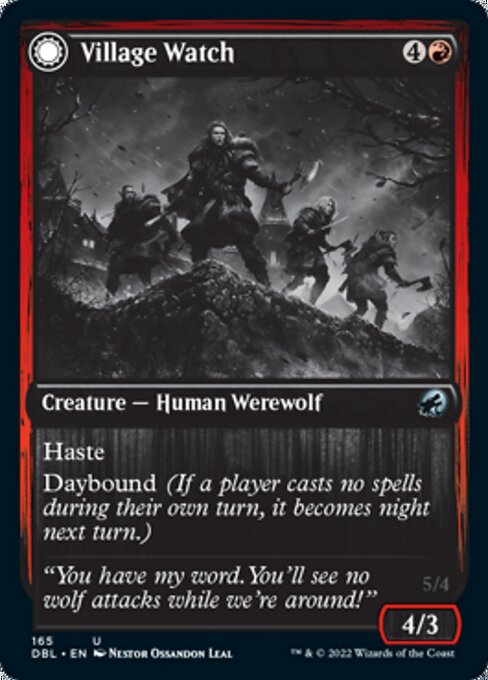 Village Watch 4
Creature — Human Werewolf
Haste
Daybound (If a player casts no spells
during their own turn, it becomes night
next turn.)
“You have my word. You’ll see no
wolf attacks while we’re around!”
5/4
4/3
165 U
DBL • EN Nestor Ossandon Leal
™ & © 2022 Wizards of the Coast